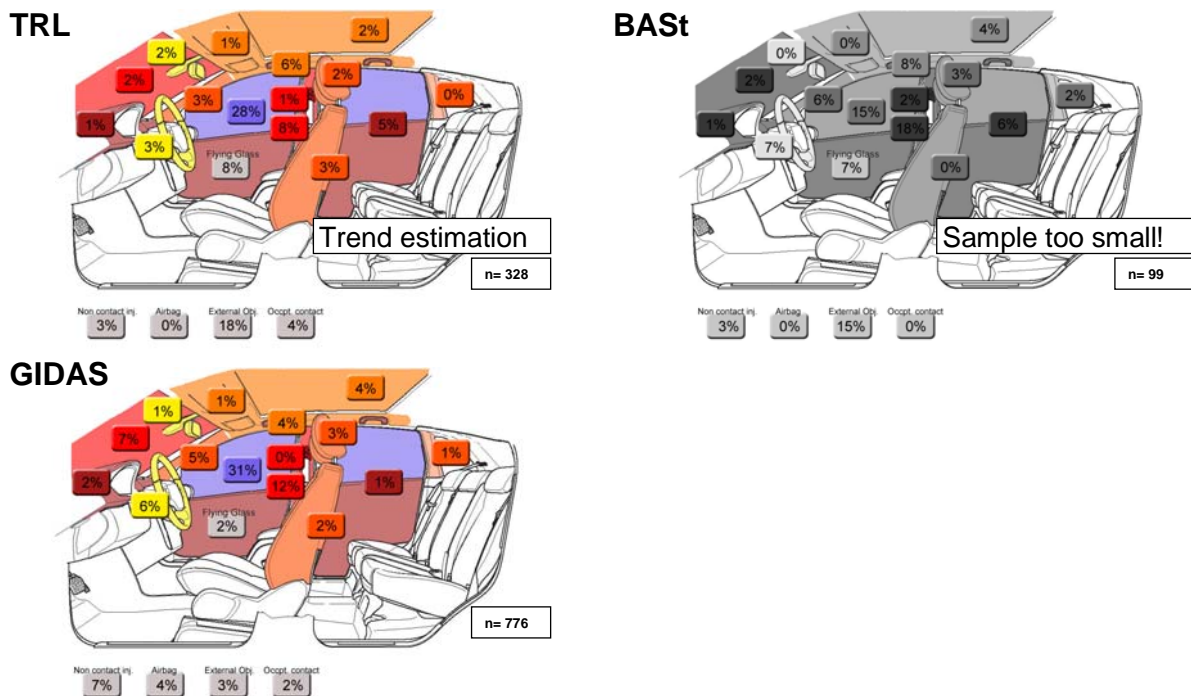 TRL
2%
1%
2%
2%
6%
2%
3%
28%
1%
0%
1%
8%
5%
3%
Flying Glass
8%
3%
Trend estimation
n= 328
Non contact inj. Airbag External Obj. Occpt. contact
3% 0% 18% 4%
BASt
4%
0%
0%
2%
8%
3%
6%
15%
2%
2%
1%
18%
6%
7%
Flying Glass
7%
0%
Sample too small!
n= 99
Non contact inj. Airbag External Obj. Occpt. contact
3% 0% 15% 0%
GIDAS
4%
1%
1%
7%
4%
3%
5%
31%
0%
1%
2%
12%
1%
6%
Flying Glass
2%
2%
n= 776
Non contact inj. Airbag External Obj. Occpt. contact
7% 4% 3% 2%